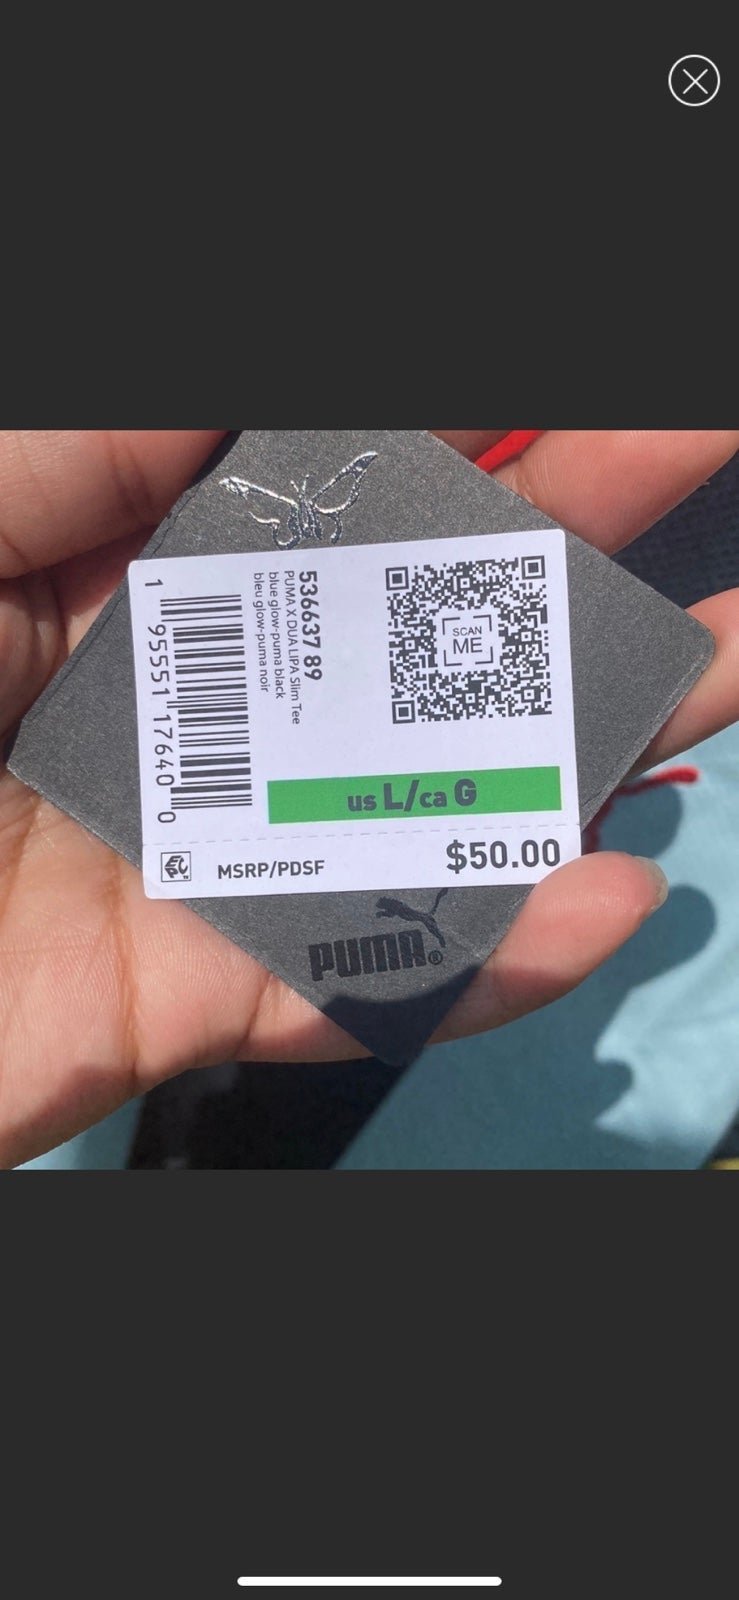 536637 89
PUMA X DUA LIPA Slim Tee
blue glow-puma black
bleu glow-puma noir
1 95551 17640 0
SCAN
ME
us L/ca G
MSRP/PDSF
$50.00
PUMA®